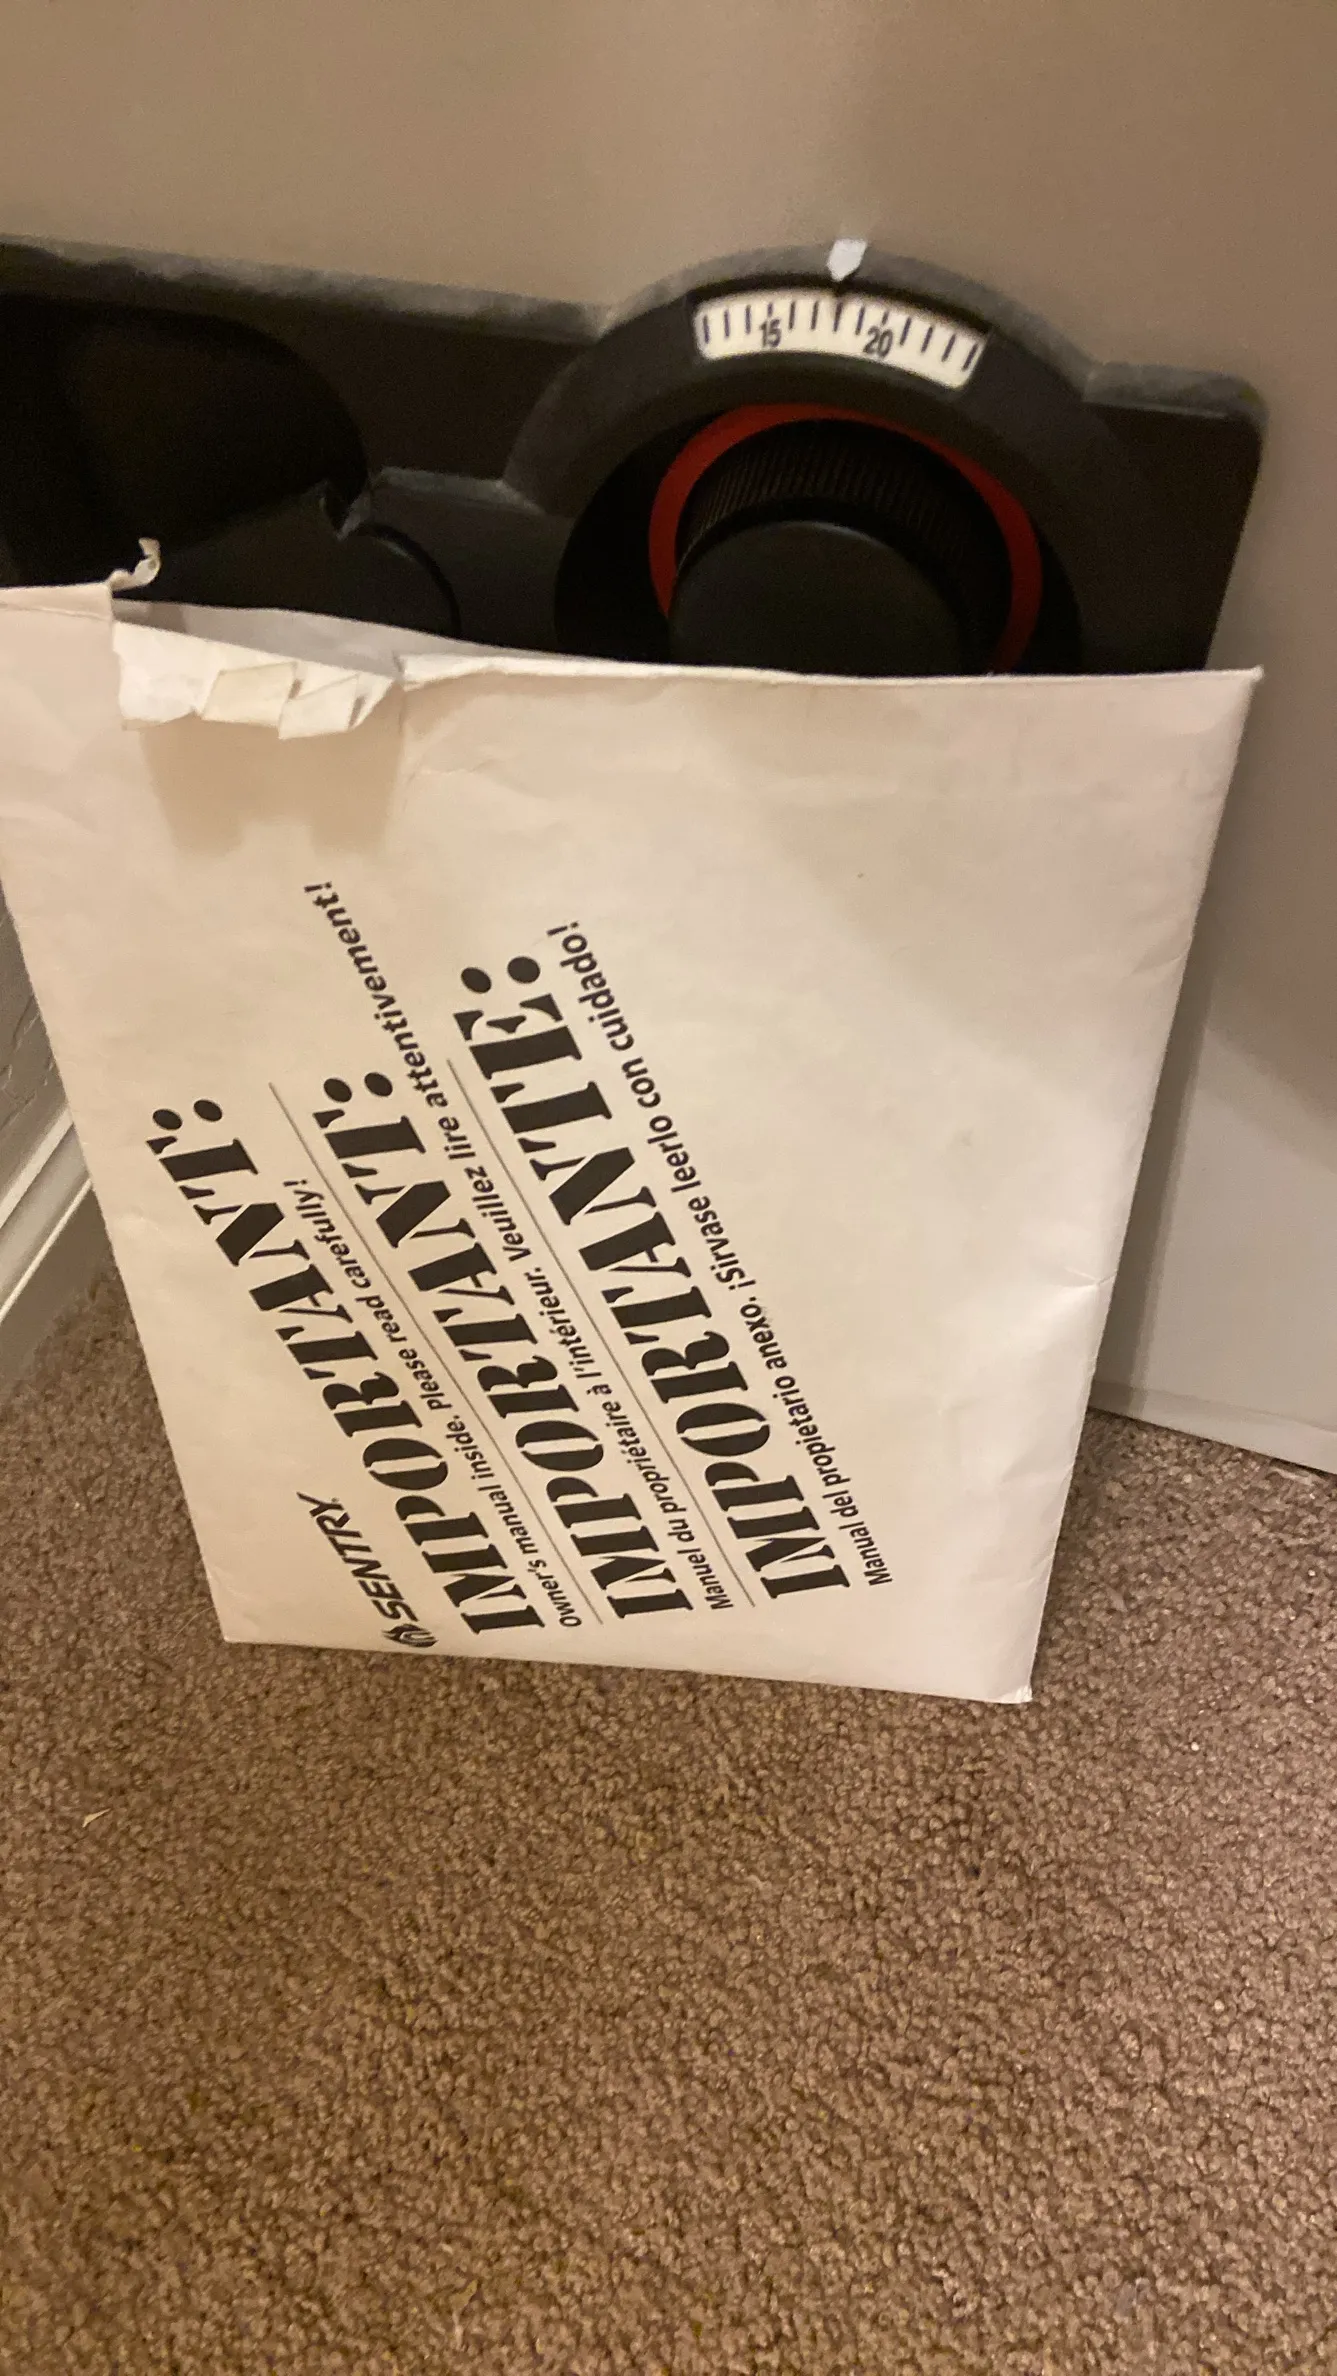 15 20
SENTRY
IMPORTANT:
Owner's manual inside. Please read carefully!
IMPORTANT:
Manuel du propriétaire à l'intérieur. Veuillez lire attentivement!
IMPORTANTE:
Manual del propietario anexo. ¡Sírvase leerlo con cuidado!